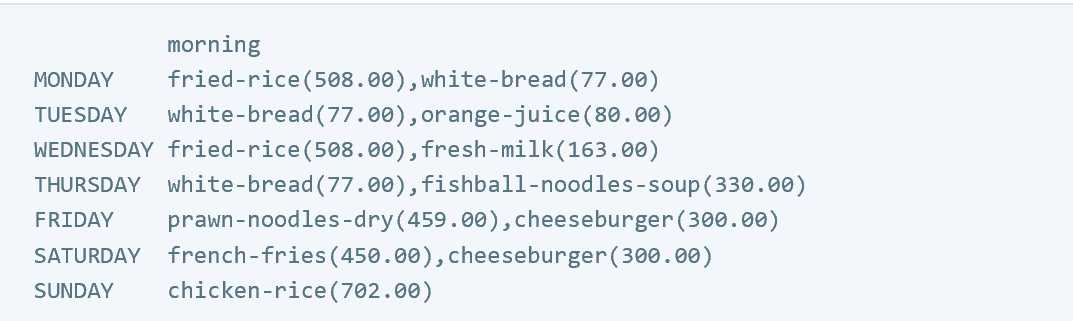 morning
MONDAY fried-rice(508.00),white-bread(77.00)
TUESDAY white-bread(77.00),orange-juice(80.00)
WEDNESDAY fried-rice(508.00),fresh-milk(163.00)
THURSDAY white-bread(77.00),fishball-noodles-soup(330.00)
FRIDAY prawn-noodles-dry(459.00),cheeseburger(300.00)
SATURDAY french-fries(450.00),cheeseburger(300.00)
SUNDAY chicken-rice(702.00)